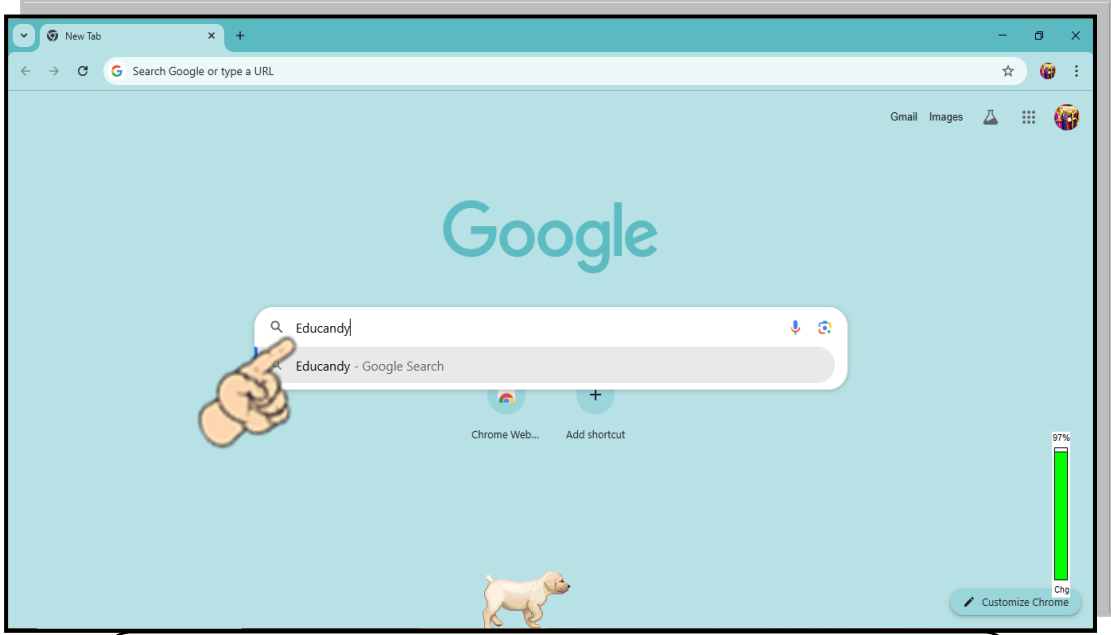 New Tab
Search Google or type a URL
Gmail Images
Google
Educandy
Educandy - Google Search
Chrome Web... Add shortcut
97%
Chg
Customize Chrome